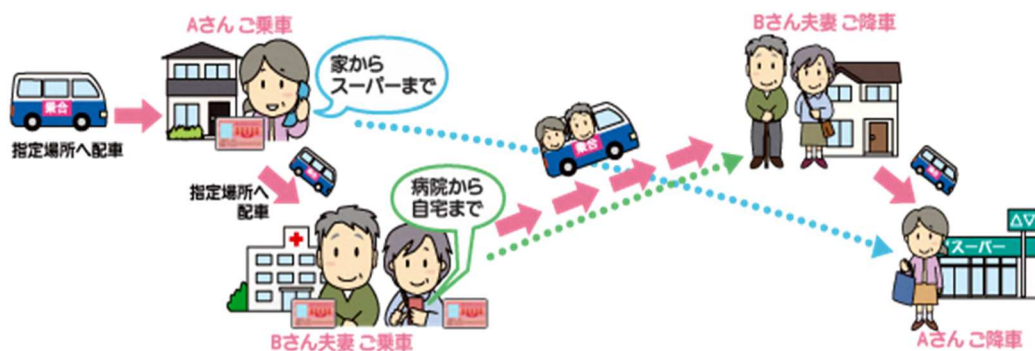 Aさん ご乗車
家から
スーパーまで
乗合
指定場所へ配車
指定場所へ
配車
病院から
自宅まで
Bさん夫妻 ご乗車
乗合
Bさん夫妻 ご降車
スーパー
△▽
Aさん ご降車